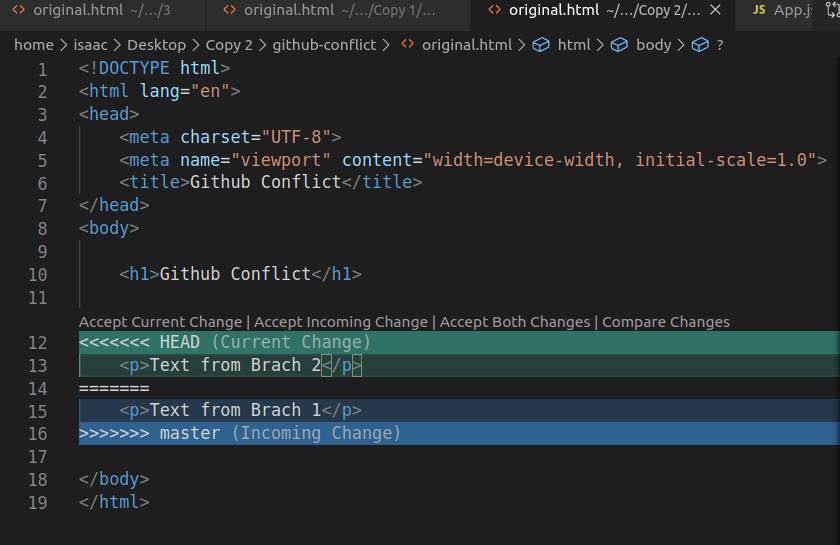 original.html ~/.../3 original.html ~/.../Copy 1/... original.html ~/.../Copy 2/... JS App.j
home > isaac > Desktop > Copy 2 > github-conflict > original.html > html > body > ?
1 <!DOCTYPE html>
2 <html lang="en">
3 <head>
4 <meta charset="UTF-8">
5 <meta name="viewport" content="width=device-width, initial-scale=1.0">
6 <title>Github Conflict</title>
7 </head>
8 <body>
9
10 <h1>Github Conflict</h1>
11
Accept Current Change | Accept Incoming Change | Accept Both Changes | Compare Changes
12 <<<<<<< HEAD (Current Change)
13 <p>Text from Brach 2</p>
14 =======
15 <p>Text from Brach 1</p>
16 >>>>>>> master (Incoming Change)
17
18 </body>
19 </html>